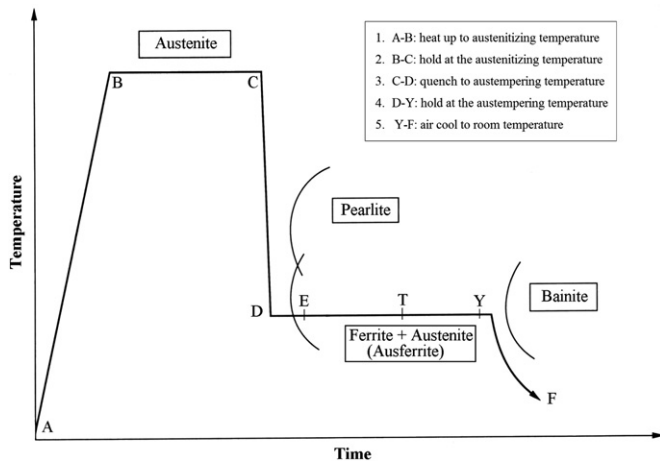 Austenite
1. A-B: heat up to austenitizing temperature
2. B-C: hold at the austenitizing temperature
3. C-D: quench to austempering temperature
4. D-Y: hold at the austempering temperature
5. Y-F: air cool to room temperature
B
C
Temperature
Pearlite
D
E
T
Y
Bainite
Ferrite + Austenite
(Ausferrite)
F
A
Time